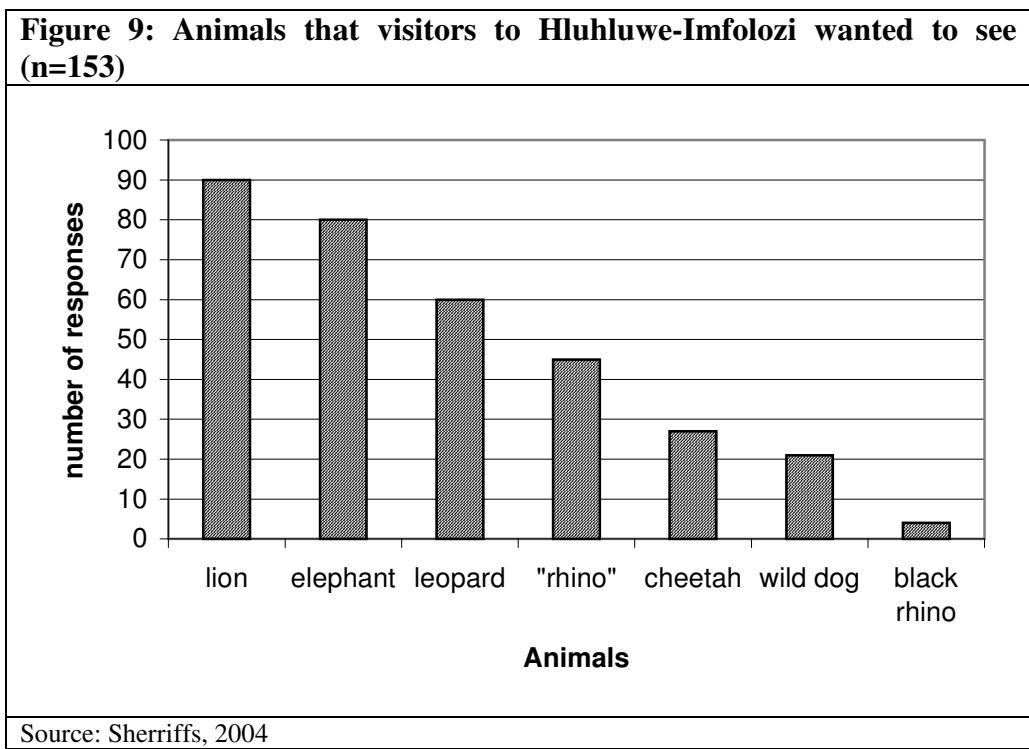 Figure 9: Animals that visitors to Hluhluwe-Imfolozi wanted to see
(n=153)
100
90
80
70
60
50
40
30
20
10
0
number of responses
lion elephant leopard "rhino" cheetah wild dog black
rhino
Animals
Source: Sherriffs, 2004